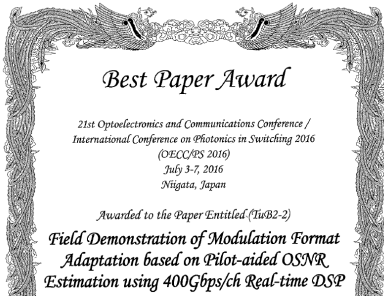 Best Paper Award
21st Optoelectronics and Communications Conference /
International Conference on Photonics in Switching 2016
(OECC/PS 2016)
July 3-7, 2016
Niigata, Japan
Awarded to the Paper Entitled (TuB2-2)
Field Demonstration of Modulation Format
Adaptation based on Pilot-aided OSNR
Estimation using 400Gbps/ch Real-time DSP